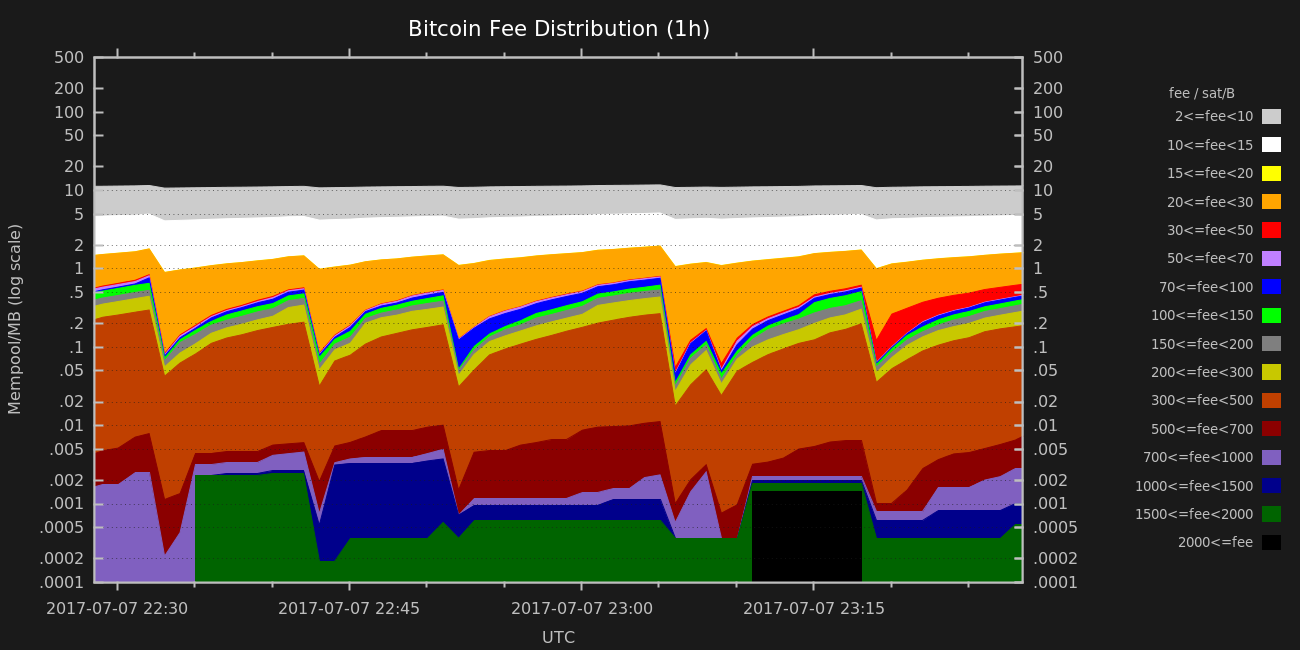 Bitcoin Fee Distribution (1h)
Mempool/MB (log scale)
500
200
100
50
20
10
5
2
1
.5
.2
.1
.05
.02
.01
.005
.002
.001
.0005
.0002
.0001
500
200
100
50
20
10
5
2
1
.5
.2
.1
.05
.02
.01
.005
.002
.001
.0005
.0002
.0001
fee / sat/B
2<=fee<10
10<=fee<15
15<=fee<20
20<=fee<30
30<=fee<50
50<=fee<70
70<=fee<100
100<=fee<150
150<=fee<200
200<=fee<300
300<=fee<500
500<=fee<700
700<=fee<1000
1000<=fee<1500
1500<=fee<2000
2000<=fee
2017-07-07 22:30 2017-07-07 22:45 2017-07-07 23:00 2017-07-07 23:15
UTC